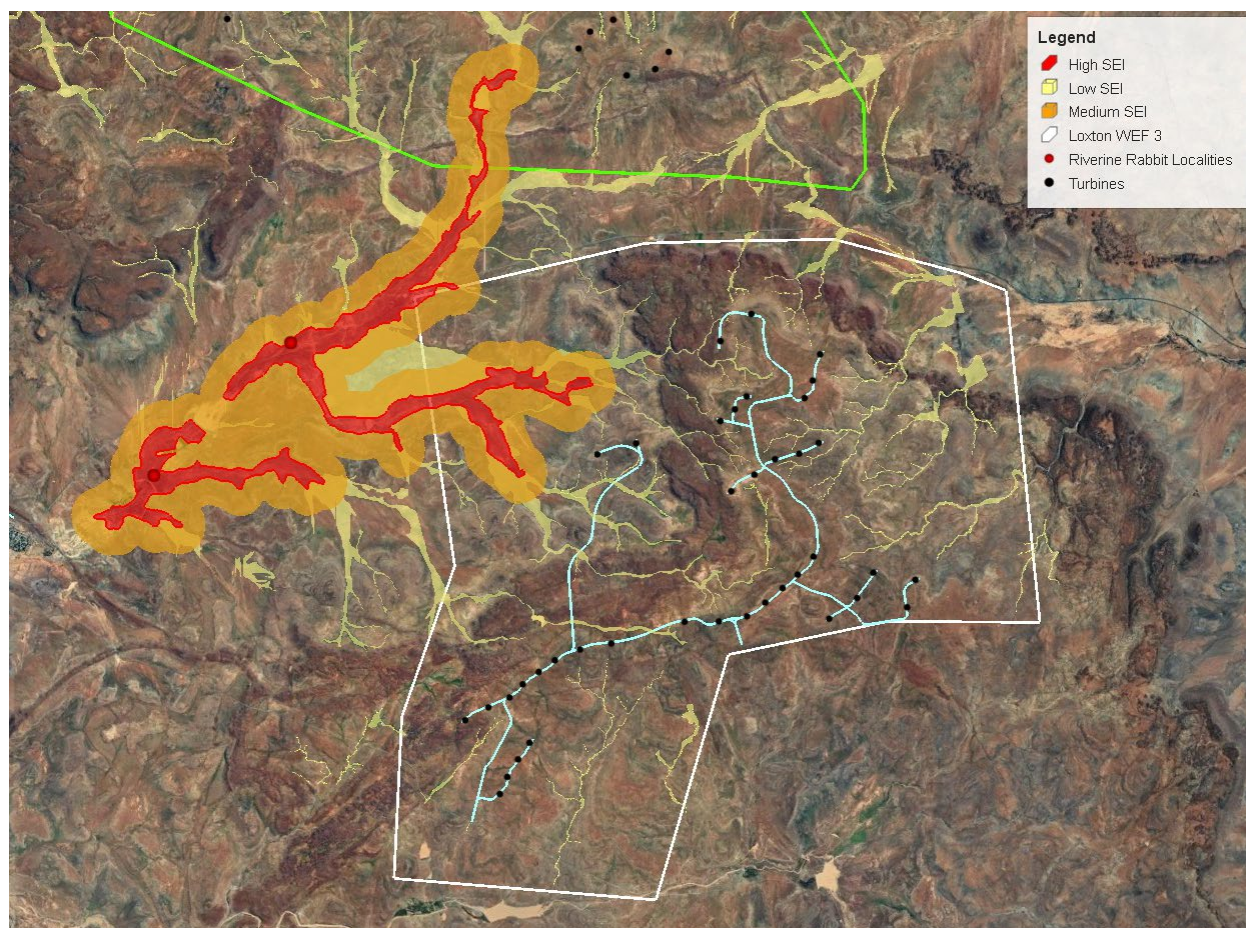 Legend
High SEI
Low SEI
Medium SEI
Loxton WEF 3
Riverine Rabbit Localities
Turbines